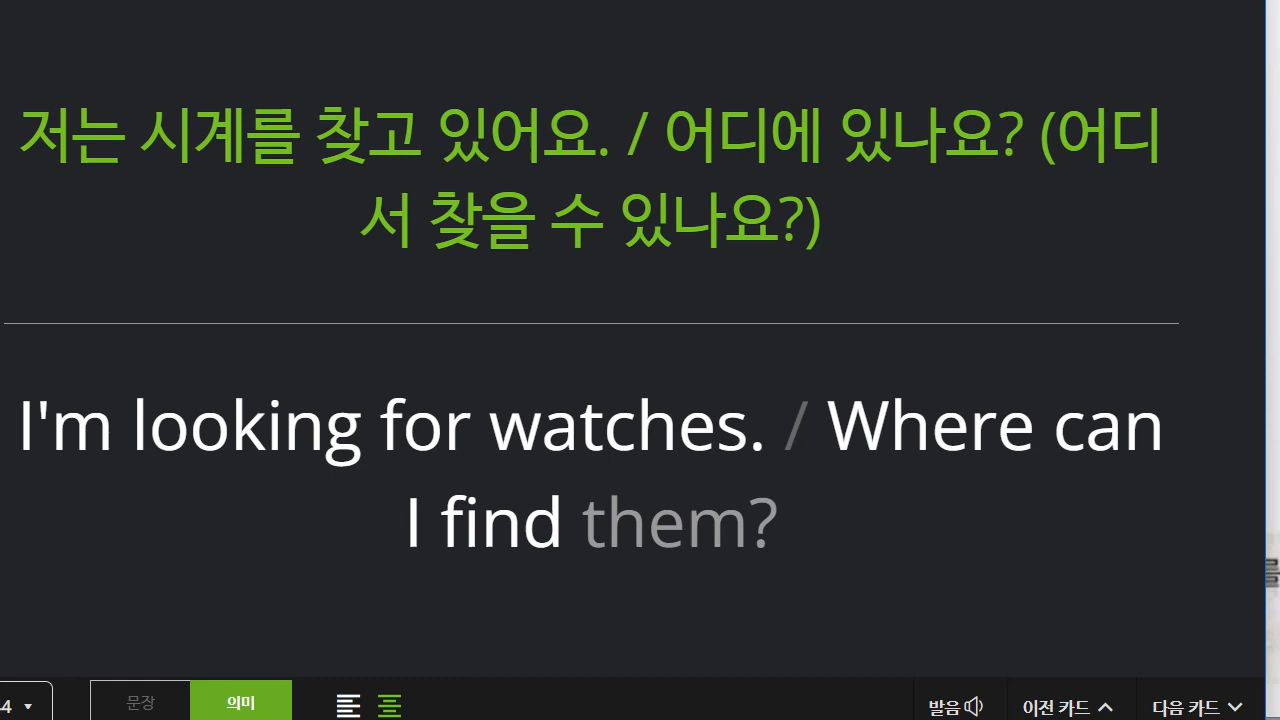 저는 시계를 찾고 있어요. / 어디에 있나요? (어디
서 찾을 수 있나요?)
I'm looking for watches. / Where can
I find them?
4 문장 의미 발음 이전 카드 다음 카드